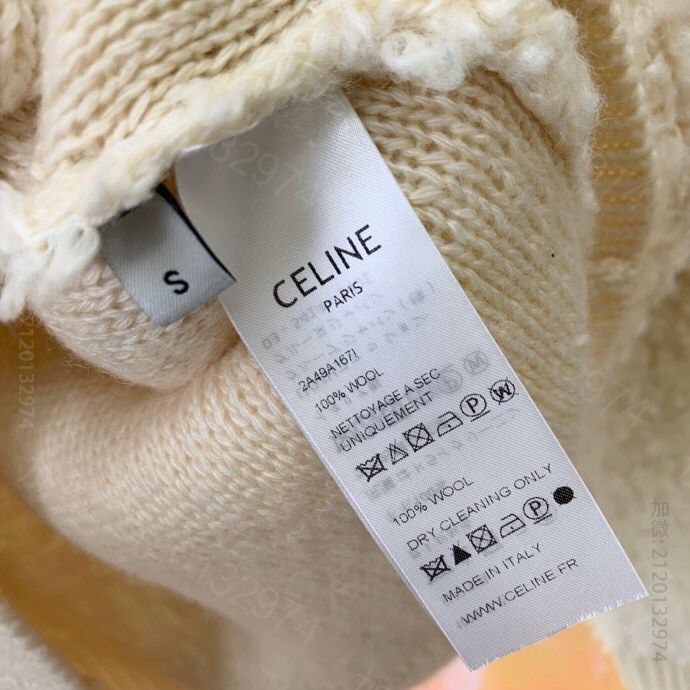 CELINE
PARIS
2A49A167I
100% WOOL
NETTOYAGE A SEC
UNIQUEMENT
100% WOOL
DRY CLEANING ONLY
MADE IN ITALY
WWW.CELINE.FR
S
加微:2120132974